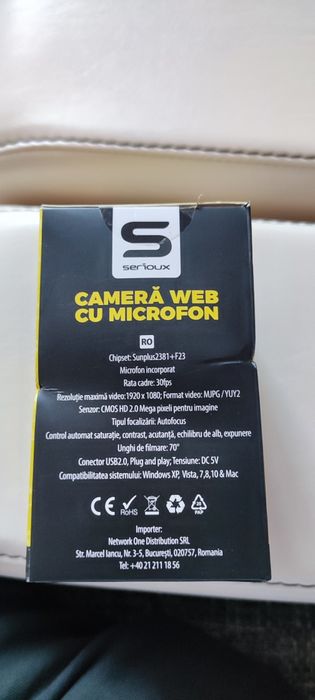 S
serioux
CAMERĂ WEB
CU MICROFON
RO
Chipset: Sunplus2381+F23
Microfon incorporat
Rata cadre: 30fps
Rezoluție maximă video:1920 x 1080; Format video: MJPG / YUY2
Senzor: CMOS HD 2.0 Mega pixeli pentru imagine
Tipul focalizării: Autofocus
Control automat saturație, contrast, acutanță, echilibru de alb, expunere
Unghi de filmare: 70°
Conector USB2.0, Plug and play; Tensiune: DC 5V
Compatibilitatea sistemului: Windows XP, Vista, 7,8,10 & Mac
CE RoHS 20 PAP
Importer:
Network One Distribution SRL
Str. Marcel Iancu, Nr. 3-5, București, 020757, Romania
Tel: +40 21 211 18 56